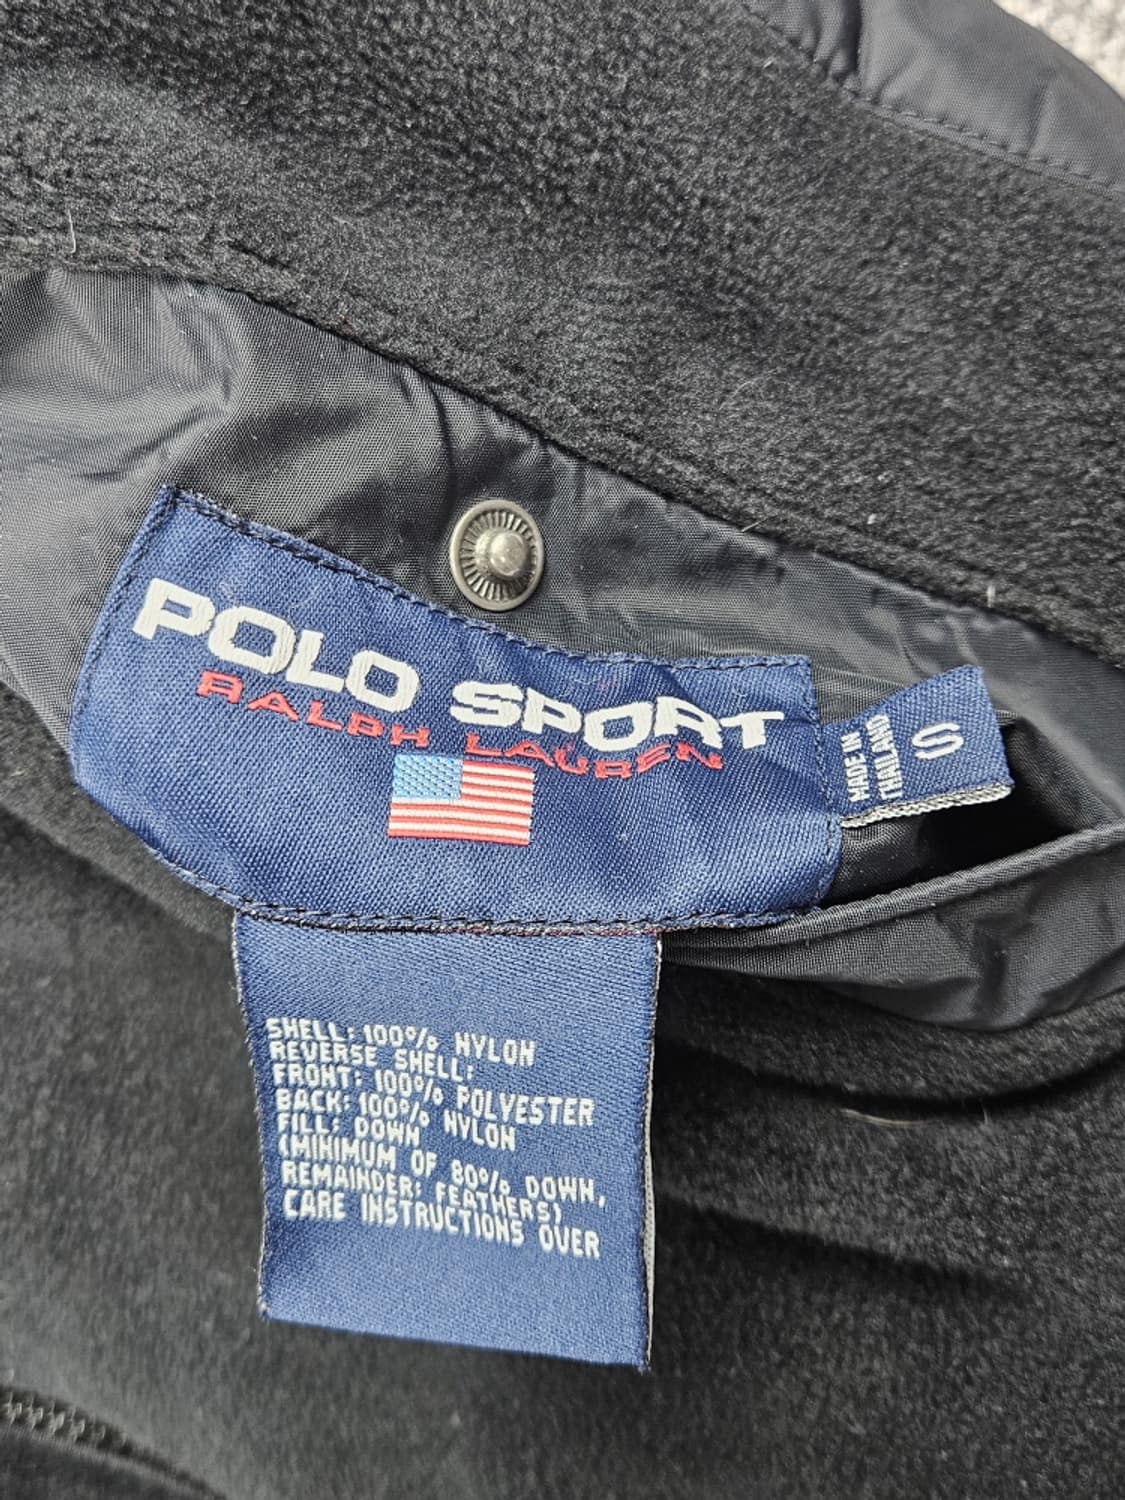 POLO SPORT
RALPH LAUREN
MADE IN
THAILAND
S
SHELL: 100% NYLON
REVERSE SHELL:
FRONT: 100% POLYESTER
BACK: 100% NYLON
FILL: DOWN
(MINIMUM OF 80% DOWN,
REMAINDER: FEATHERS)
CARE INSTRUCTIONS OVER